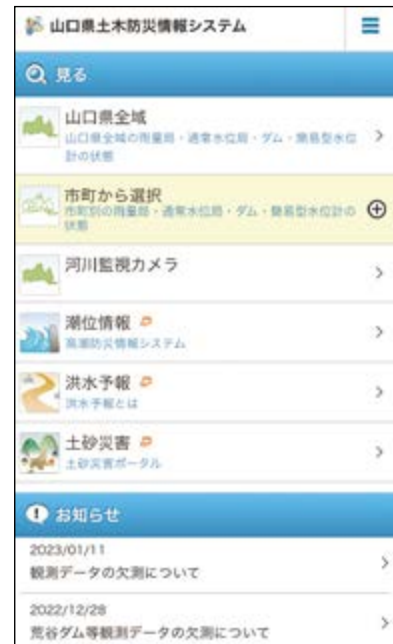 山口県土木防災情報システム
見る
山口県全域
山口県全域の雨量局・通常水位局・ダム・簡易型水位
計の状態
市町から選択
市町別の雨量局・通常水位局・ダム・簡易型水位計の
状態
河川監視カメラ
潮位情報
高潮防災情報システム
洪水予報
洪水予報とは
土砂災害
土砂災害ポータル
お知らせ
2023/01/11
観測データの欠測について
2022/12/28
荒谷ダム等観測データの欠測について